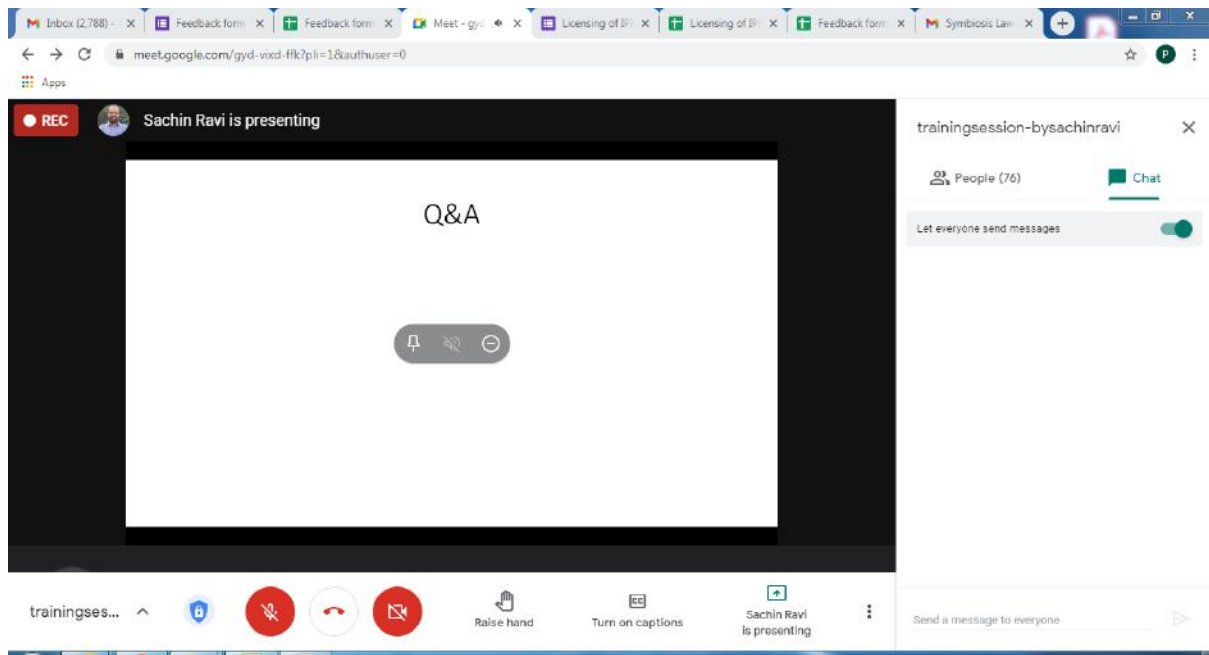 Inbox (2,788) -
Feedback form
Feedback form
Meet - gyd
Licensing of IP
Licensing of IP
Feedback form
Symbiosis Law
meet.google.com/gyd-vixd-ffk?pli=1&authuser=0
P
Apps
REC
Sachin Ravi is presenting
Q&A
trainingsession-bysachinravi
People (76)
Chat
Let everyone send messages
trainingses...
Raise hand
CC
Turn on captions
Sachin Ravi
is presenting
Send a message to everyone